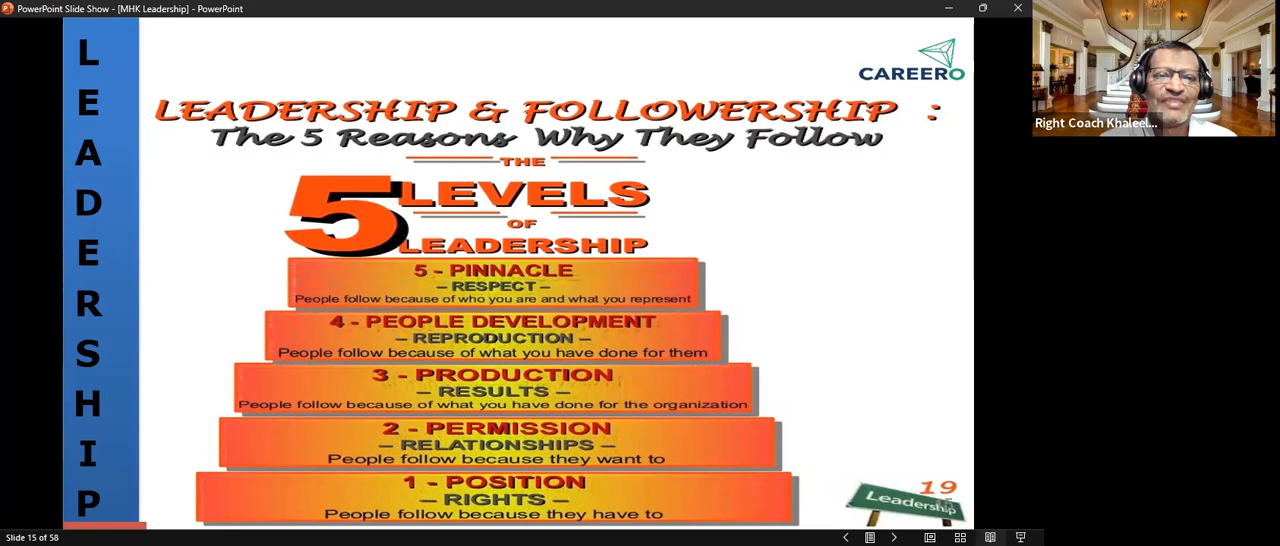 PowerPoint Slide Show - [MHK Leadership] - PowerPoint
LEADERSHIP
CAREERO
LEADERSHIP & FOLLOWERSHIP :
The 5 Reasons Why They Follow
THE
5 LEVELS
OF
LEADERSHIP
5 - PINNACLE
– RESPECT –
People follow because of who you are and what you represent
4 - PEOPLE DEVELOPMENT
– REPRODUCTION –
People follow because of what you have done for them
3 - PRODUCTION
– RESULTS –
People follow because of what you have done for the organization
2 - PERMISSION
– RELATIONSHIPS –
People follow because they want to
1 - POSITION
– RIGHTS –
People follow because they have to
19
Leadership
Right Coach Khaleel...
Slide 15 of 58